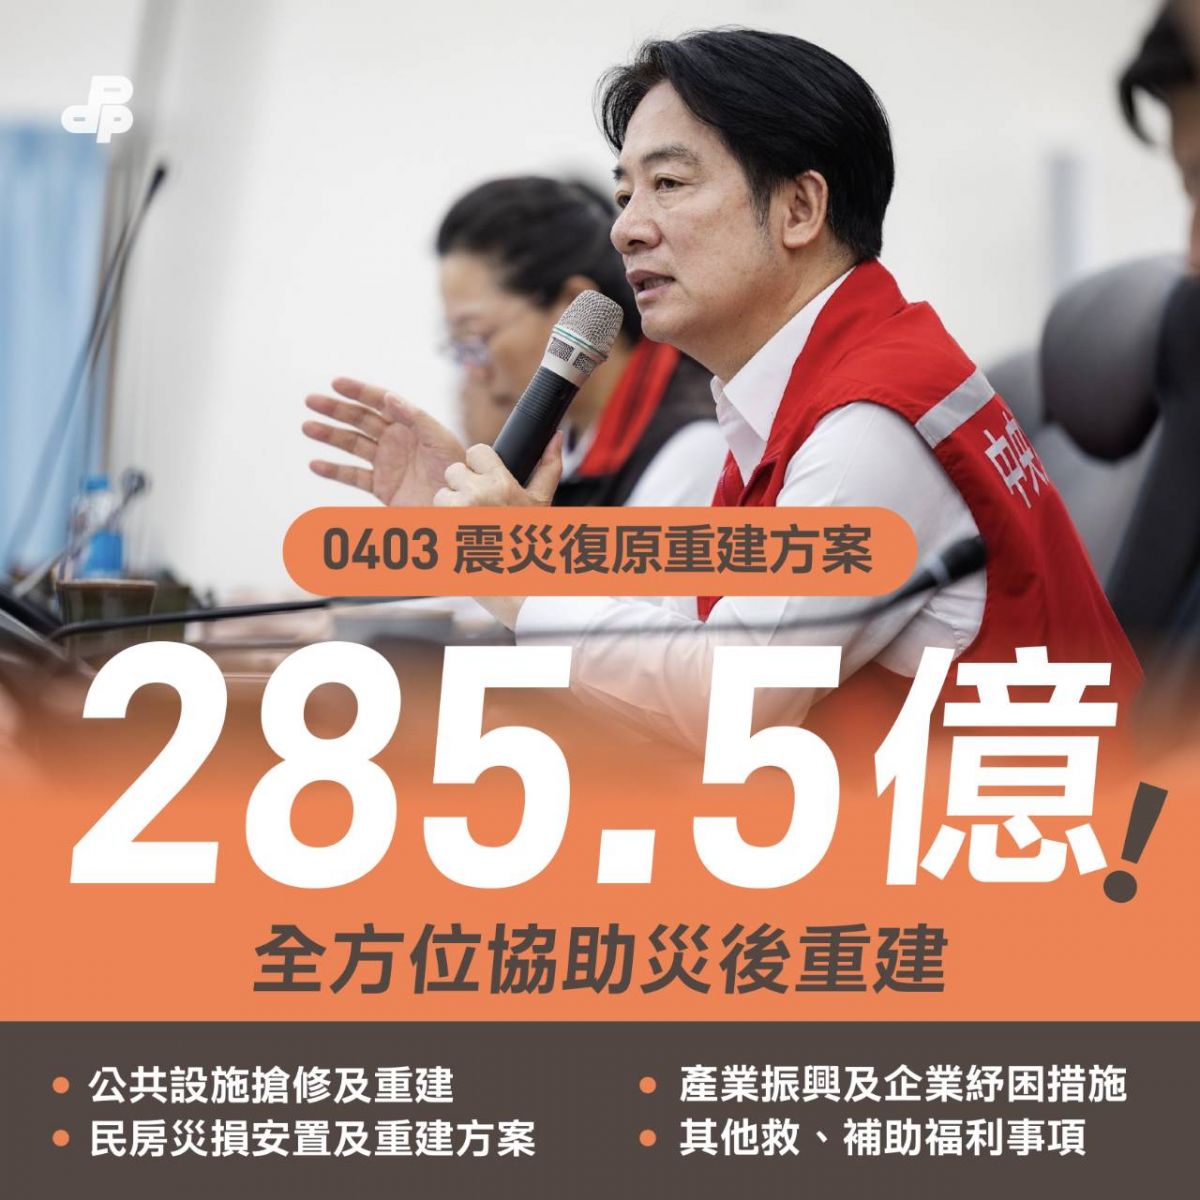 DPP
中央
0403 震災復原重建方案
285.5億!
全方位協助災後重建
• 公共設施搶修及重建
• 民房災損安置及重建方案
• 產業振興及企業紓困措施
• 其他救、補助福利事項